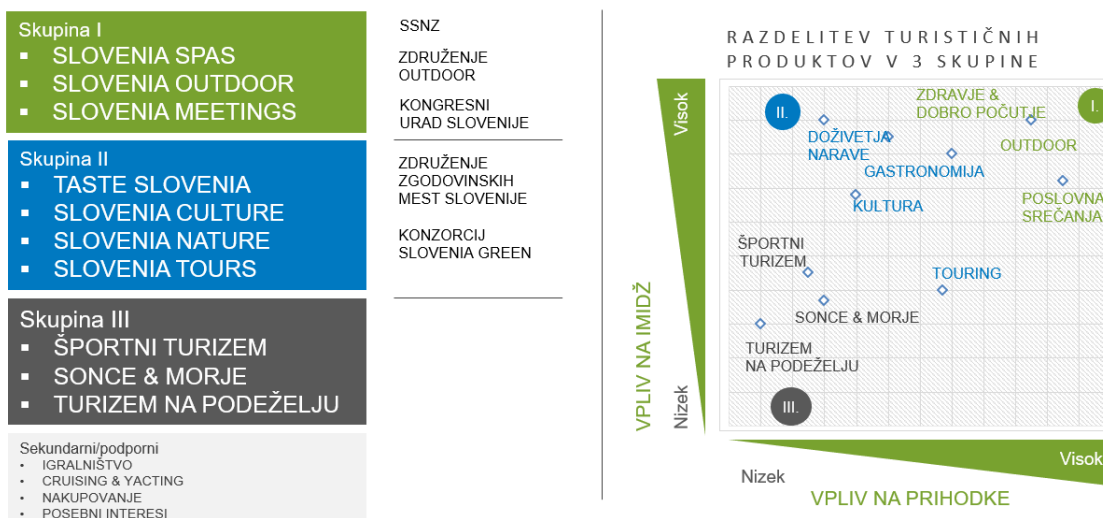 Skupina I
▪ SLOVENIA SPAS
▪ SLOVENIA OUTDOOR
▪ SLOVENIA MEETINGS
Skupina II
▪ TASTE SLOVENIA
▪ SLOVENIA CULTURE
▪ SLOVENIA NATURE
▪ SLOVENIA TOURS
Skupina III
▪ ŠPORTNI TURIZEM
▪ SONCE & MORJE
▪ TURIZEM NA PODEŽELJU
Sekundarni/podporni
• IGRALNIŠTVO
• CRUISING & YACTING
• NAKUPOVANJE
• POSEBNI INTERESI
SSNZ
ZDRUŽENJE
OUTDOOR
KONGRESNI
URAD SLOVENIJE
ZDRUŽENJE
ZGODOVINSKIH
MEST SLOVENIJE
KONZORCIJ
SLOVENIA GREEN
RAZDELITEV TURISTIČNIH
PRODUKTOV V 3 SKUPINE
VPLIV NA IMIDŽ
Visok
Nizek
II.
I.
ZDRAVJE &
DOBRO POČUTJE
DOŽIVETJA
NARAVE
OUTDOOR
GASTRONOMIJA
KULTURA
POSLOVNA
SREČANJA
ŠPORTNI
TURIZEM
TOURING
SONCE & MORJE
TURIZEM
NA PODEŽELJU
III.
Nizek
Visok
VPLIV NA PRIHODKE